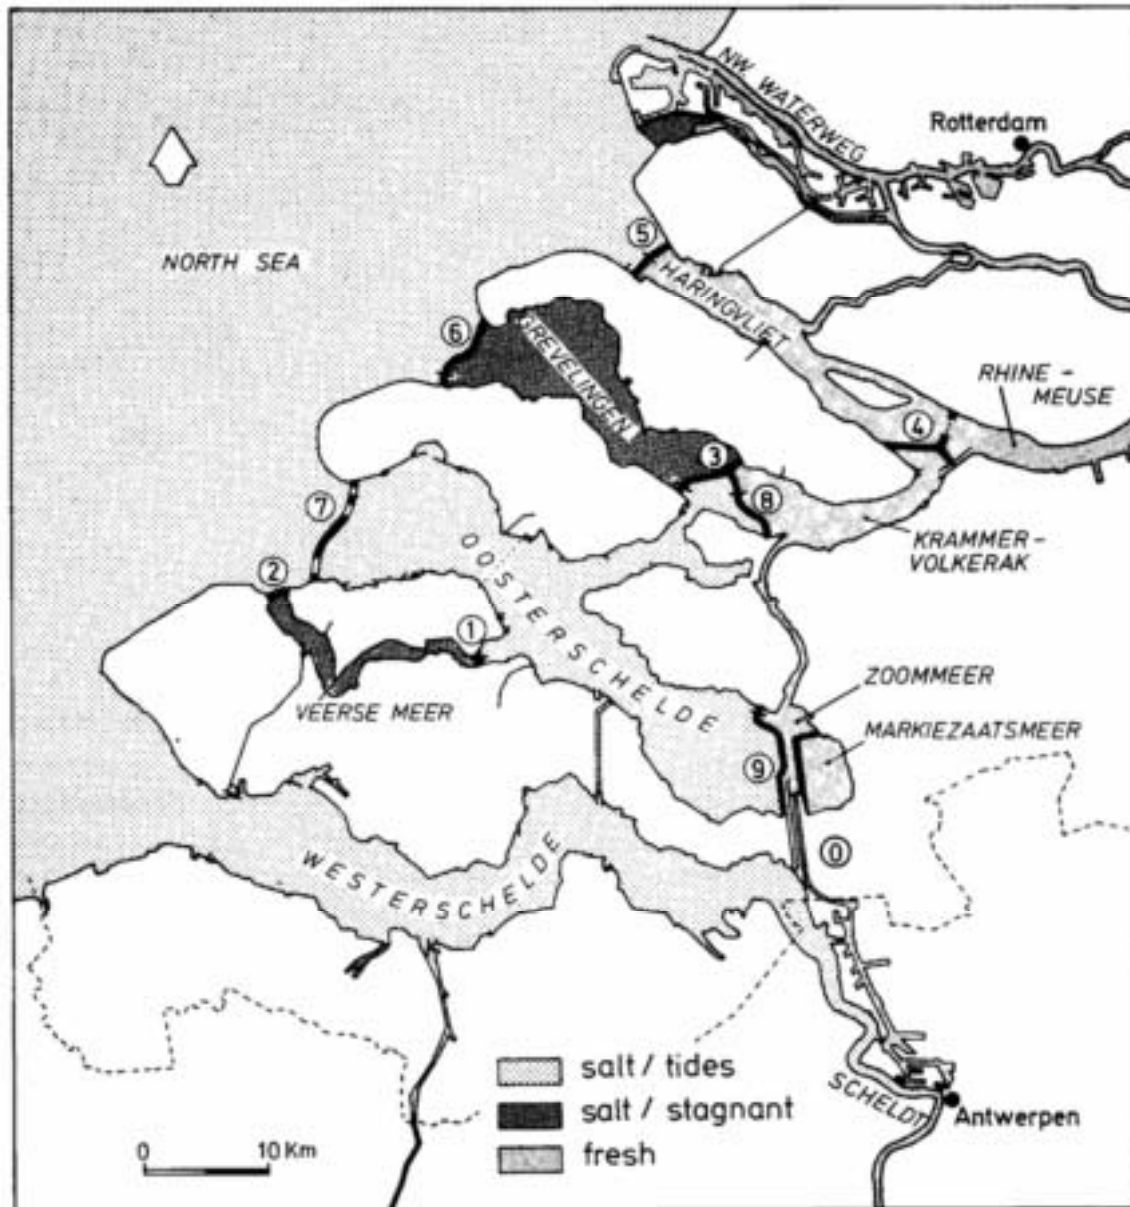 NW WATERWEG
Rotterdam
NORTH SEA
5
HARINGVLIET
6
GREVELINGEN
RHINE -
MEUSE
4
3
7
8
KRAMMER-
VOLKERAK
OOSTERSCHELDE
2
1
ZOOMMEER
VEERSE MEER
MARKIEZAATSMEER
9
0
WESTERSCHELDE
salt / tides
salt / stagnant
fresh
SCHELDT
Antwerpen
0 10 Km